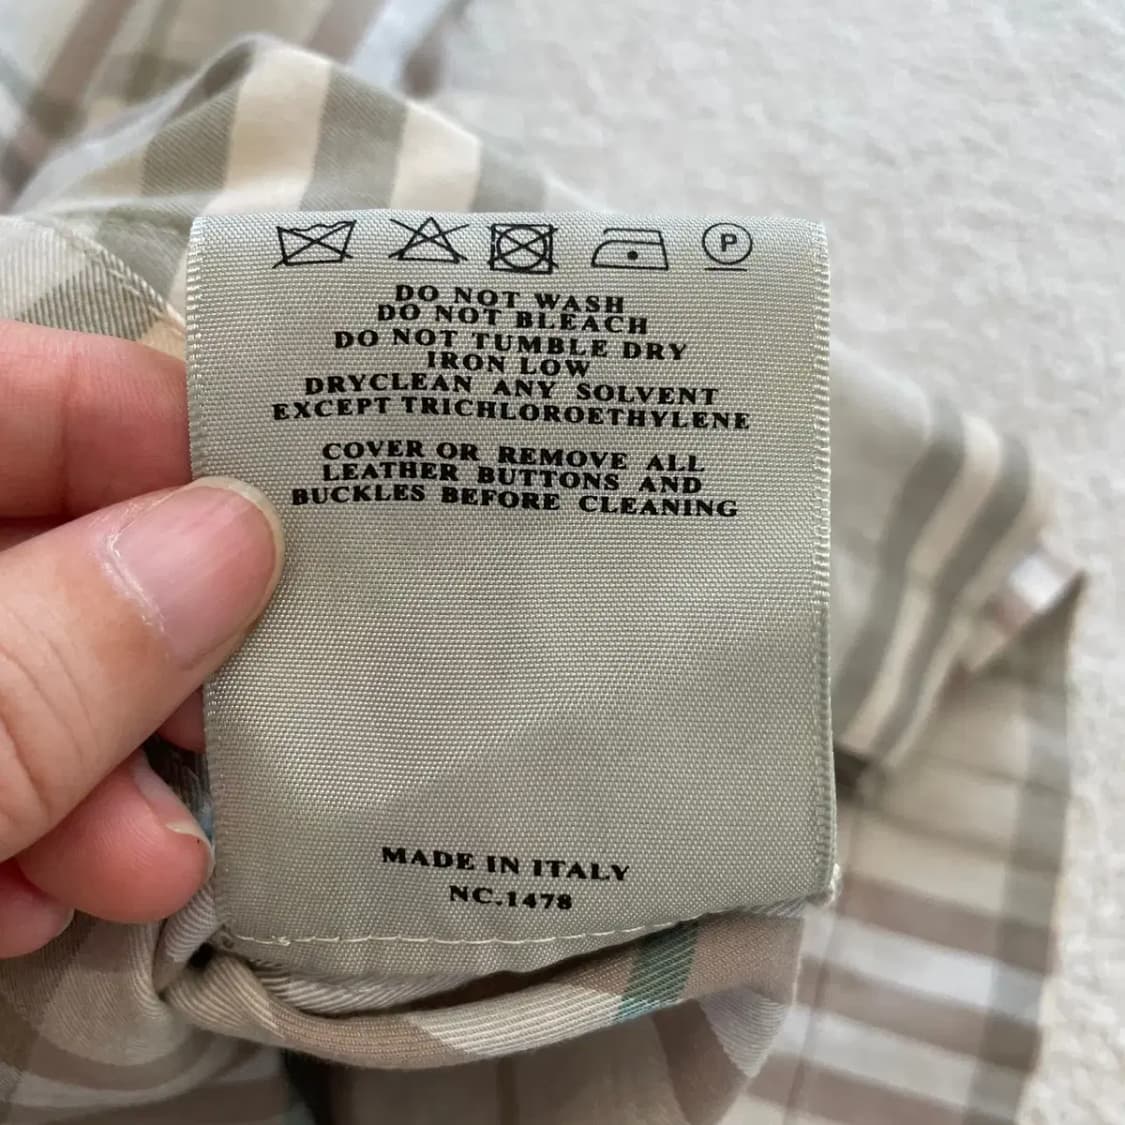 P
DO NOT WASH
DO NOT BLEACH
DO NOT TUMBLE DRY
IRON LOW
DRYCLEAN ANY SOLVENT
EXCEPT TRICHLOROETHYLENE
COVER OR REMOVE ALL
LEATHER BUTTONS AND
BUCKLES BEFORE CLEANING
MADE IN ITALY
NC.1478